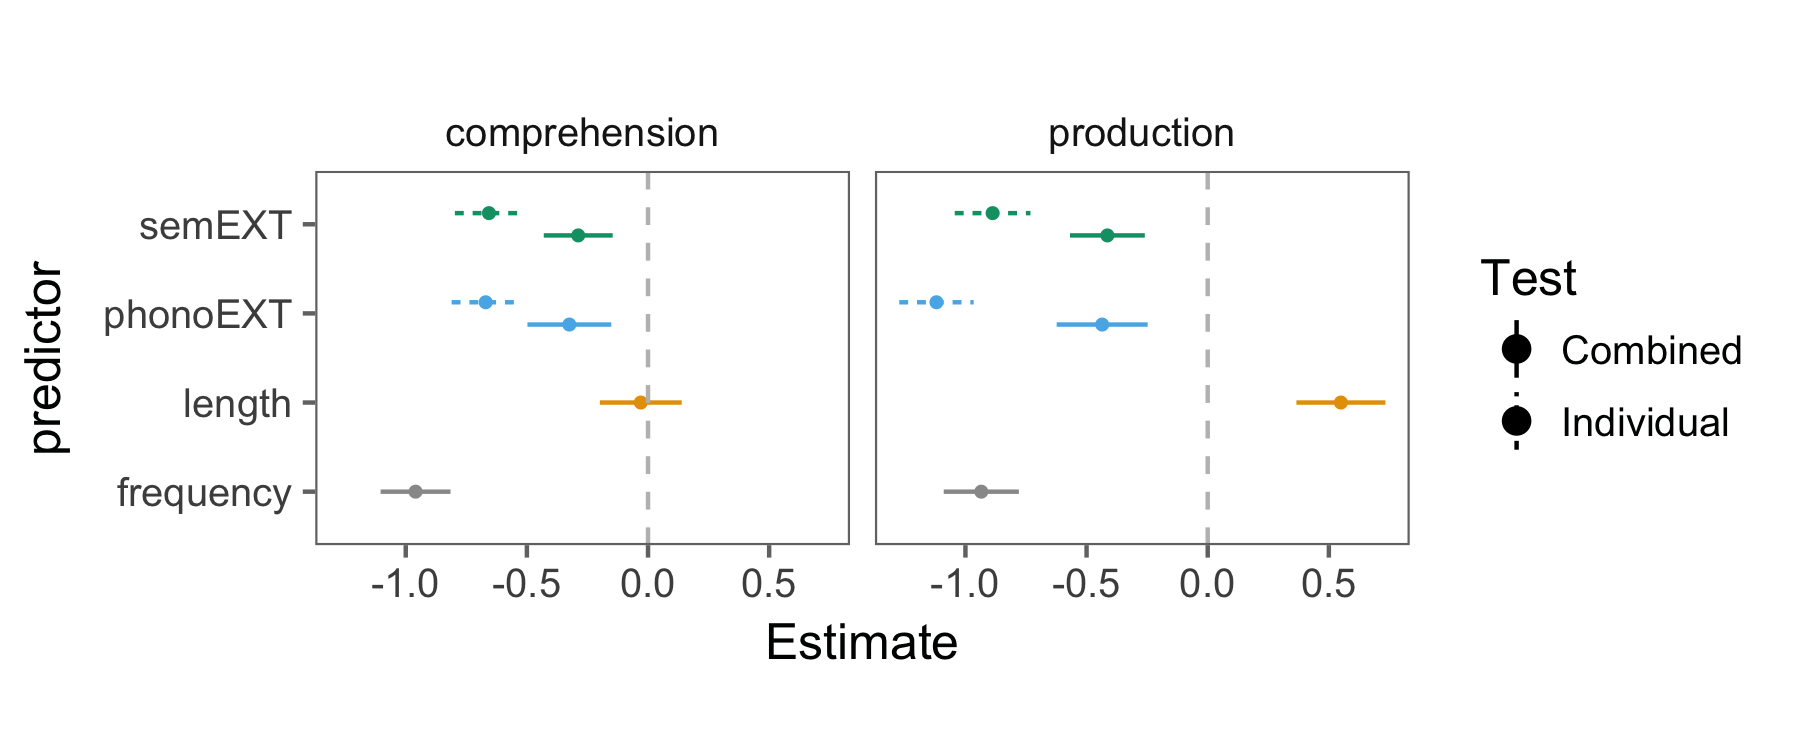 comprehension
production
predictor
semEXT
phonoEXT
length
frequency
-1.0 -0.5 0.0 0.5
-1.0 -0.5 0.0 0.5
Estimate
Test
Combined
Individual